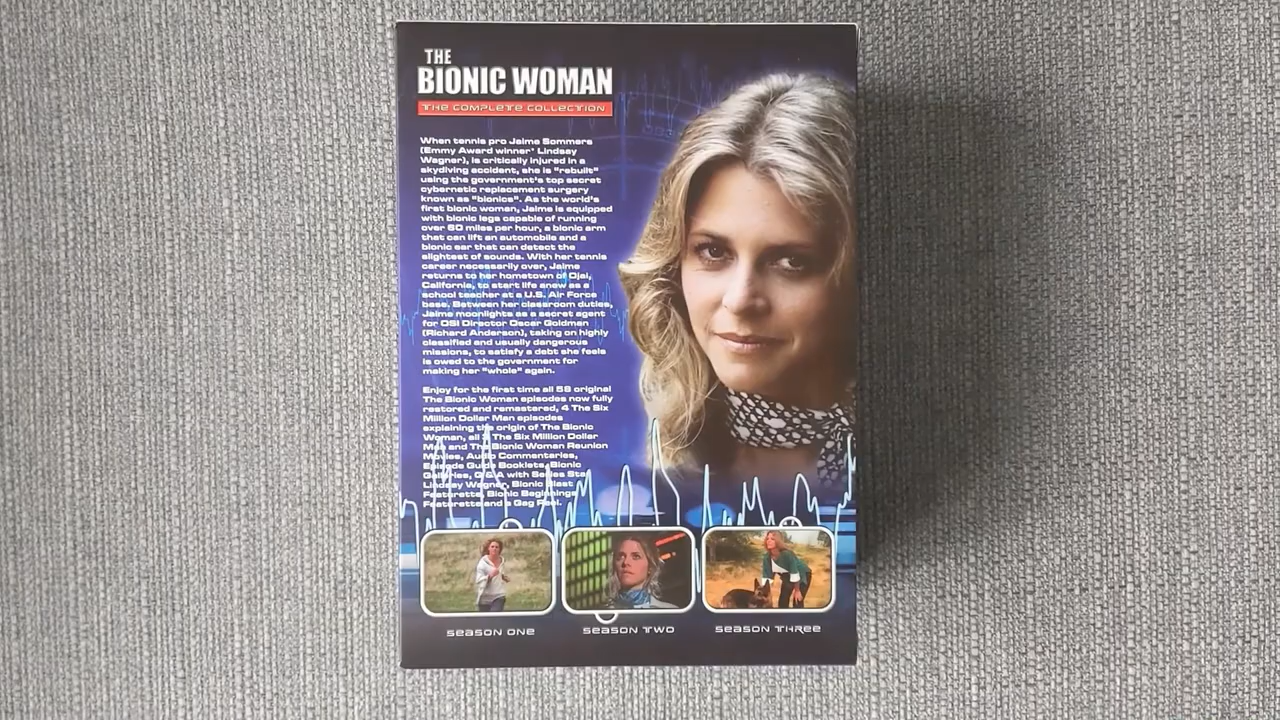 THE
BIONIC WOMAN
THE COMPLETE COLLECTION
When tennis pro Jaime Sommers
(Emmy Award winner* Lindsay
Wagner), is critically injured in a
skydiving accident, she is "rebuilt"
using the government's top secret
cybernetic replacement surgery
known as "bionics". As the world's
first bionic woman, Jaime is equipped
with bionic legs capable of running
over 60 miles per hour, a bionic arm
that can lift an automobile and a
bionic ear that can detect the
slightest of sounds. With her tennis
career necessarily over, Jaime
returns to her hometown of Ojai,
California, to start life anew as a
school teacher at a U.S. Air Force
base. Between her classroom duties,
Jaime moonlights as a secret agent
for OSI Director Oscar Goldman
(Richard Anderson), taking on highly
classified and usually dangerous
missions, to satisfy a debt she feels
is owed to the government for
making her "whole" again.
Enjoy for the first time all 58 original
The Bionic Woman episodes now fully
restored and remastered, 4 The Six
Million Dollar Man episodes
explaining the origin of The Bionic
Woman, all 3 The Six Million Dollar
Man and The Bionic Woman Reunion
Movies, Audio Commentaries,
Episode Guide Booklets, Bionic
Galleries, Q & A with Series Star
Lindsay Wagner, Bionic Blast
Featurette, Bionic Beginnings
Featurette and a Gag Reel.
SEASON ONE
SEASON TWO
SEASON THREE